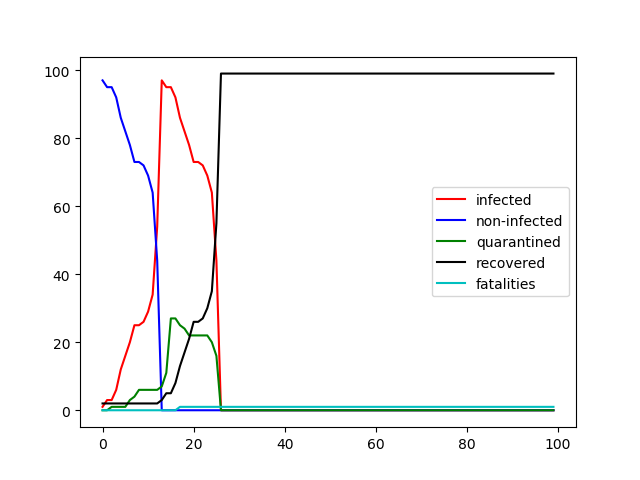 100
80
60
40
20
0
infected
non-infected
quarantined
recovered
fatalities
0 20 40 60 80 100